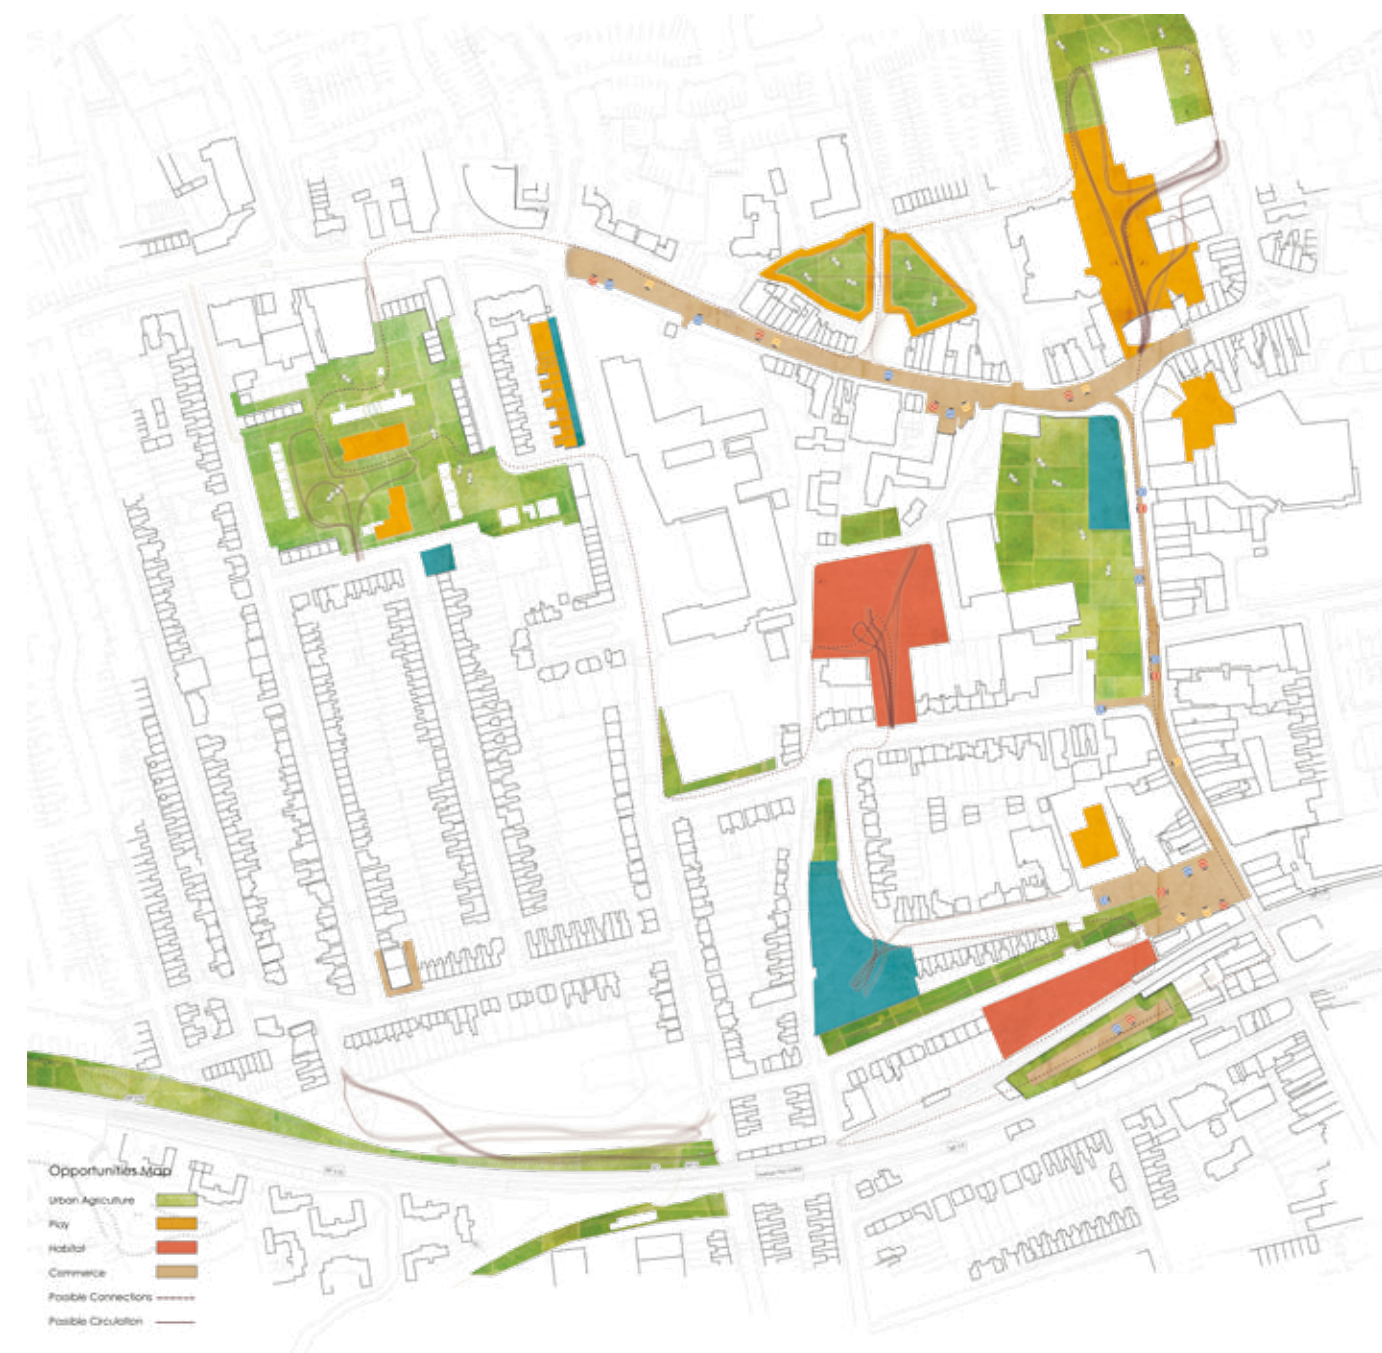 Opportunities Map
Urban Agriculture
Play
Habitat
Commerce
Possible Connections
Possible Circulation